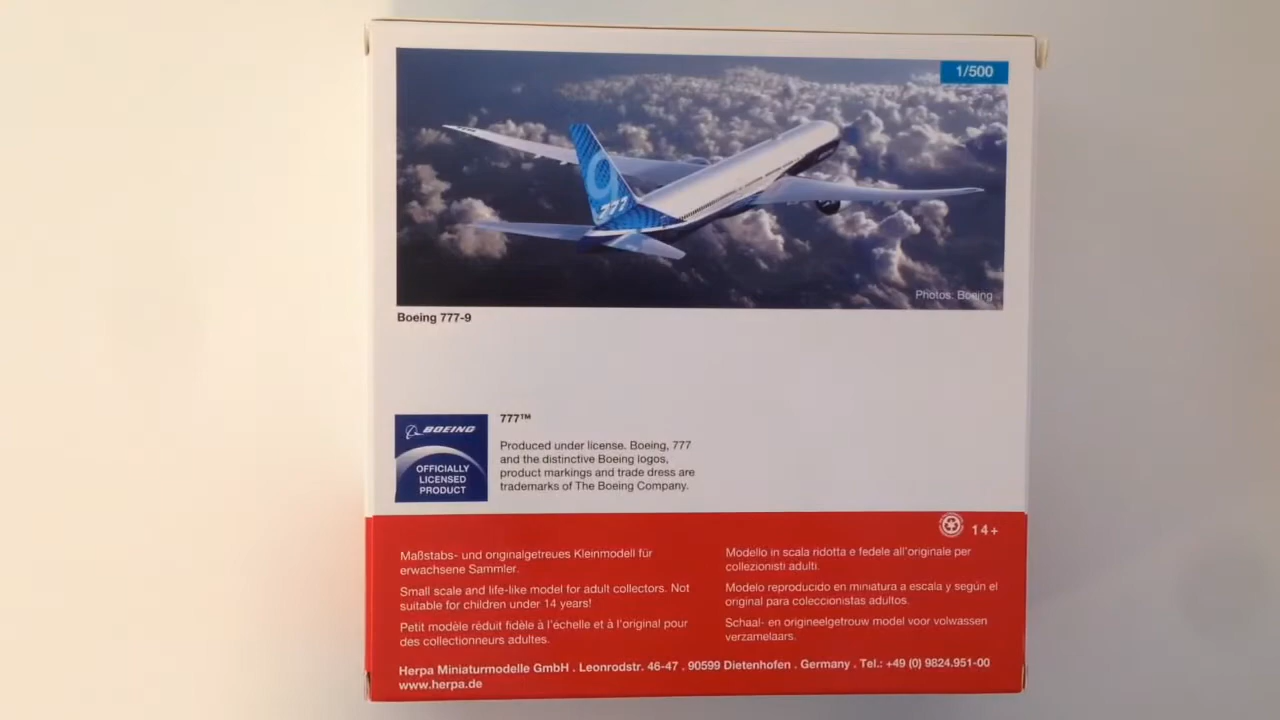 1/500
777
Photos: Boeing
Boeing 777-9
BOEING
OFFICIALLY
LICENSED
PRODUCT
777™
Produced under license. Boeing, 777
and the distinctive Boeing logos,
product markings and trade dress are
trademarks of The Boeing Company.
14+
Maßstabs- und originalgetreues Kleinmodell für
erwachsene Sammler.
Small scale and life-like model for adult collectors. Not
suitable for children under 14 years!
Petit modèle réduit fidèle à l'échelle et à l'original pour
des collectionneurs adultes.
Modello in scala ridotta e fedele all'originale per
collezionisti adulti.
Modelo reproducido en miniatura a escala y según el
original para coleccionistas adultos.
Schaal- en origineelgetrouw model voor volwassen
verzamelaars.
Herpa Miniaturmodelle GmbH . Leonrodstr. 46-47 . 90599 Dietenhofen . Germany . Tel.: +49 (0) 9824.951-00
www.herpa.de